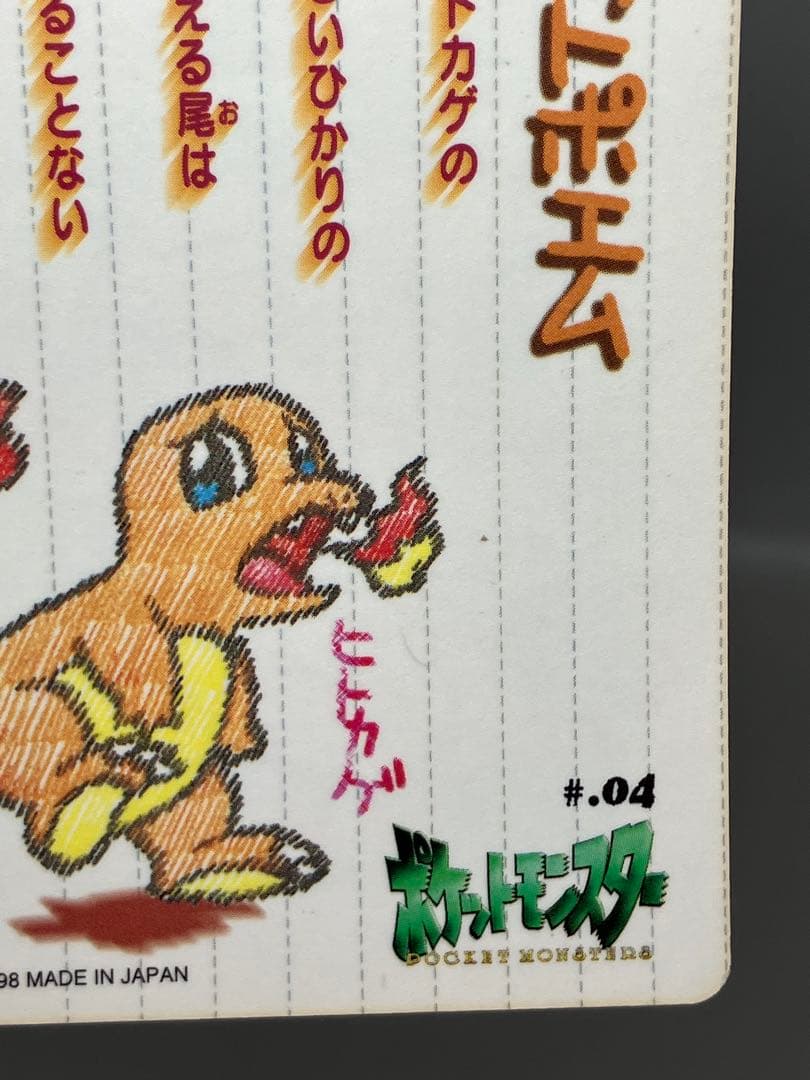 ポエム
トカゲの
いひかりの
える尾は
お
ることない
ヒトカゲ
#.04
ポケットモンスター
POCKET MONSTERS
98 MADE IN JAPAN